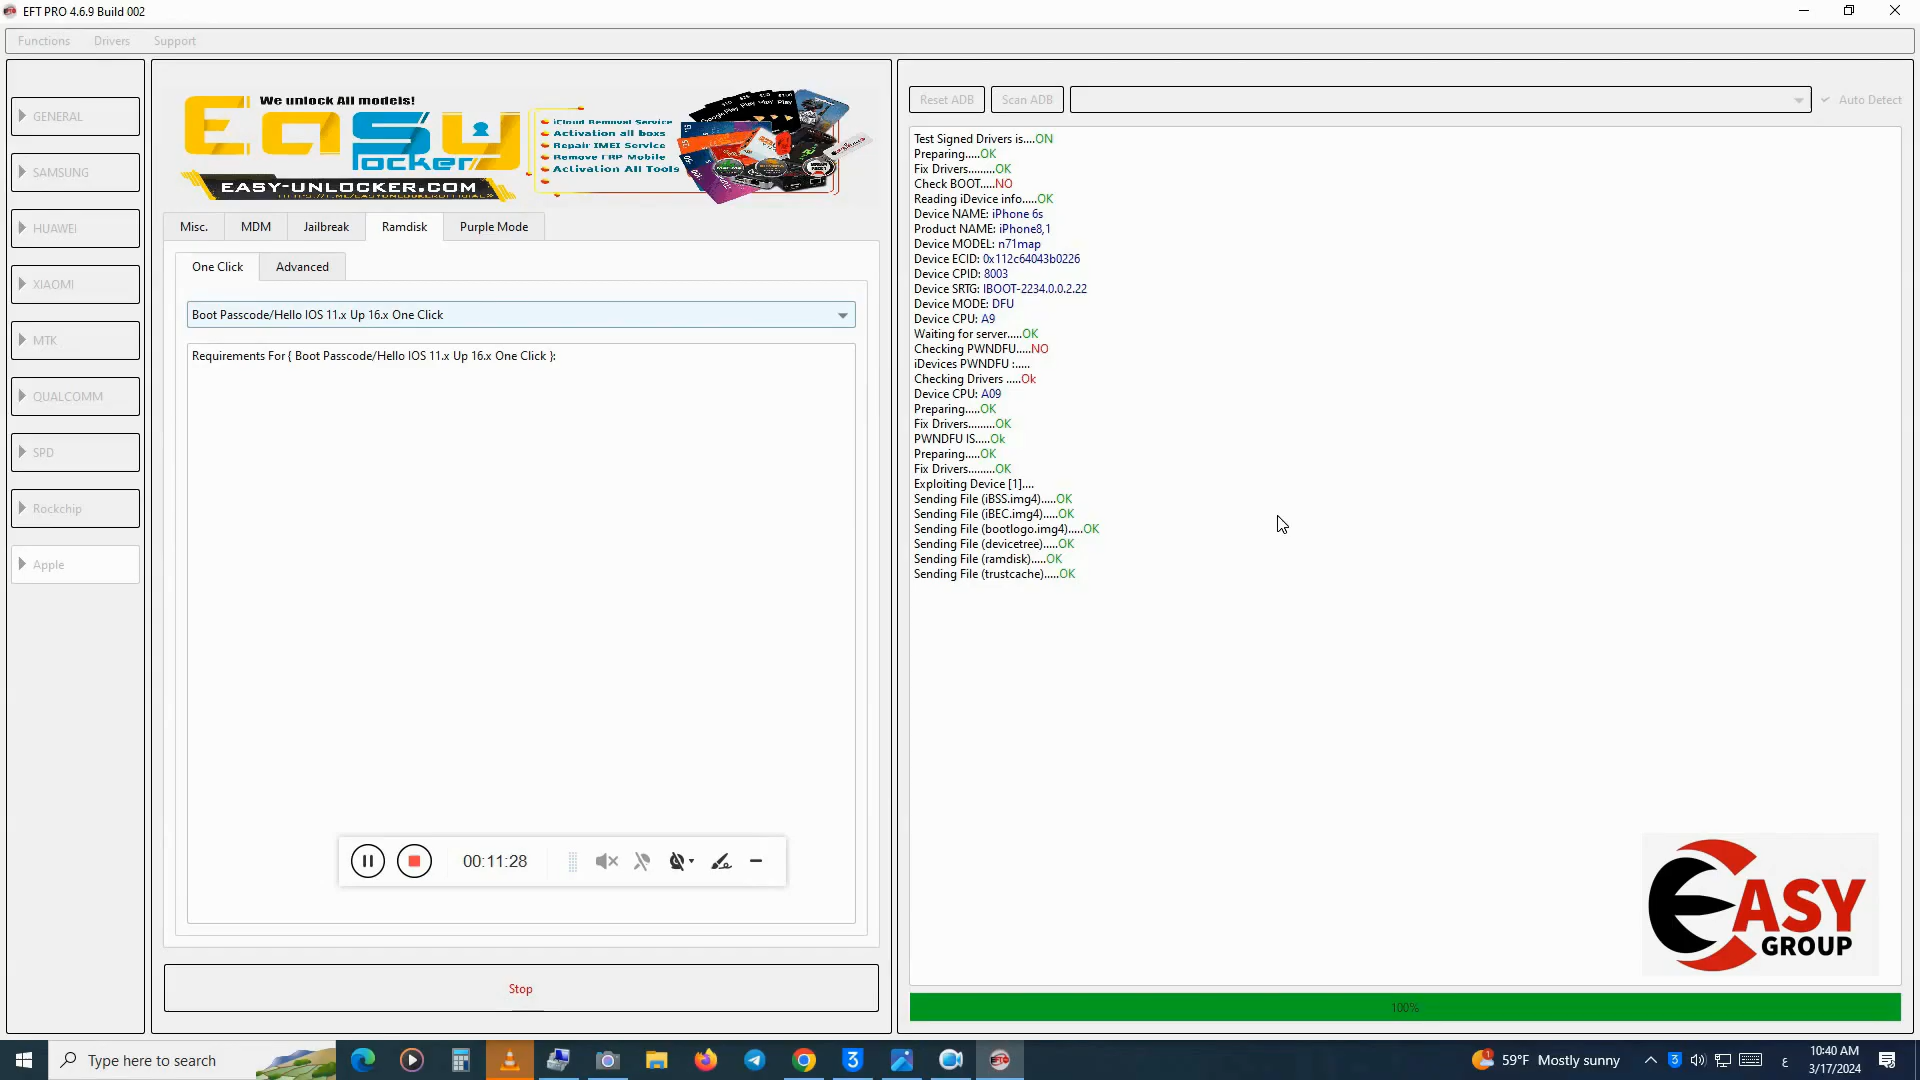 EFT PRO 4.6.9 Build 002
Functions Drivers Support
GENERAL
SAMSUNG
HUAWEI
XIAOMI
MTK
QUALCOMM
SPD
Rockchip
Apple
We unlock All models!
Easy
locker
EASY-UNLOCKER.COM
iCloud Removal Service
Activation all boxs
Repair IMEI Service
Remove FRP Mobile
Activation All Tools
Misc. MDM Jailbreak Ramdisk Purple Mode
One Click Advanced
Boot Passcode/Hello IOS 11.x Up 16.x One Click
Requirements For { Boot Passcode/Hello IOS 11.x Up 16.x One Click }:
00:11:28
Stop
Reset ADB Scan ADB Auto Detect
Test Signed Drivers is....ON
Preparing.....OK
Fix Drivers.........OK
Check BOOT.....NO
Reading iDevice info.....OK
Device NAME: iPhone 6s
Product NAME: iPhone8,1
Device MODEL: n71map
Device ECID: 0x112c64043b0226
Device CPID: 8003
Device SRTG: IBOOT-2234.0.0.2.22
Device MODE: DFU
Device CPU: A9
Waiting for server.....OK
Checking PWNDFU.....NO
iDevices PWNDFU :.....
Checking Drivers .....Ok
Device CPU: A09
Preparing.....OK
Fix Drivers.........OK
PWNDFU IS.....Ok
Preparing.....OK
Fix Drivers.........OK
Exploiting Device [1]....
Sending File (iBSS.img4).....OK
Sending File (iBEC.img4).....OK
Sending File (bootlogo.img4).....OK
Sending File (devicetree).....OK
Sending File (ramdisk).....OK
Sending File (trustcache).....OK
EASY
GROUP
100%
Type here to search
59°F Mostly sunny
ع
10:40 AM
3/17/2024